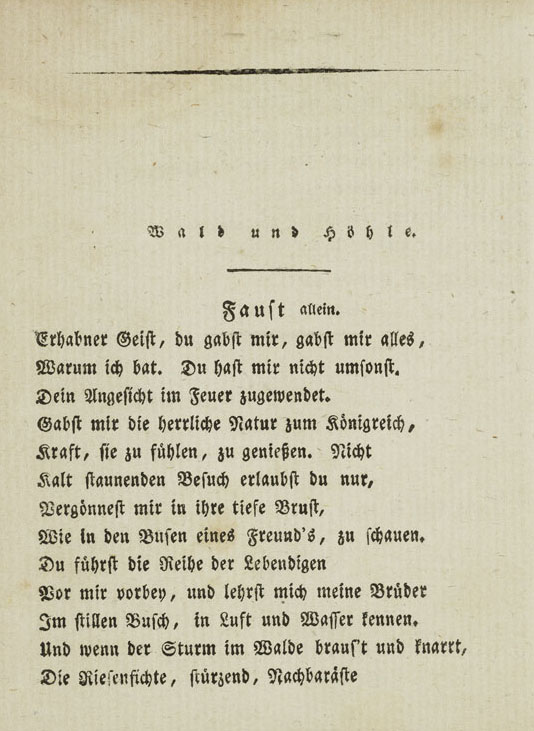 Wald und Höhle.
Faust allein.
Erhabner Geist, du gabst mir, gabst mir alles,
Warum ich bat. Du hast mir nicht umsonst.
Dein Angesicht im Feuer zugewendet.
Gabst mir die herrliche Natur zum Königreich,
Kraft, sie zu fühlen, zu genießen. Nicht
Kalt staunenden Besuch erlaubst du nur,
Vergönnest mir in ihre tiefe Brust,
Wie in den Busen eines Freund's, zu schauen.
Du führst die Reihe der Lebendigen
Vor mir vorbey, und lehrst mich meine Brüder
Im stillen Busch, in Luft und Wasser kennen.
Und wenn der Sturm im Walde braus't und knarrt,
Die Riesenfichte, stürzend, Nachbaräste